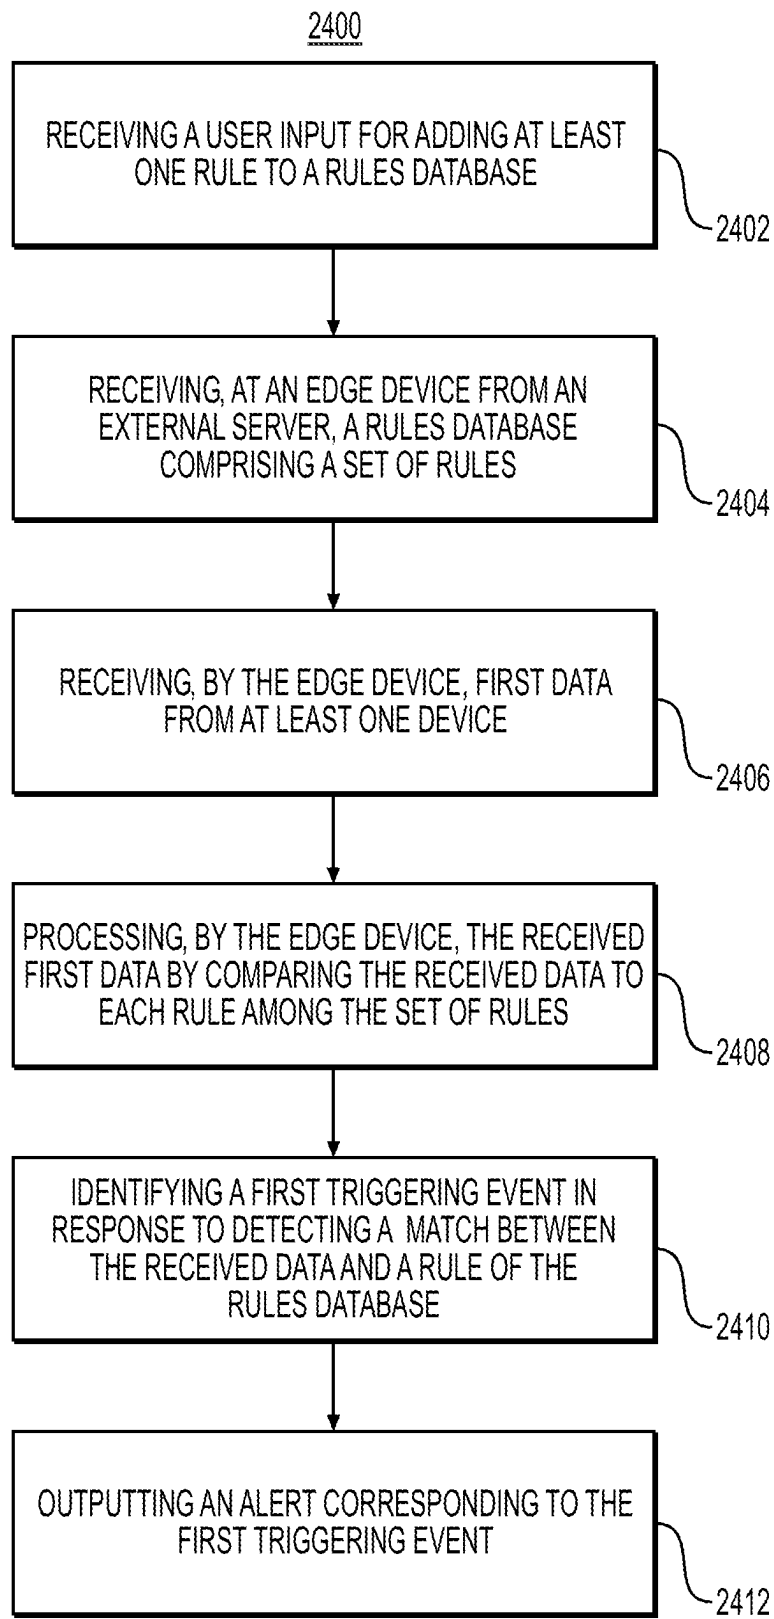 2400
RECEIVING A USER INPUT FOR ADDING AT LEAST
ONE RULE TO A RULES DATABASE
2402
RECEIVING, AT AN EDGE DEVICE FROM AN
EXTERNAL SERVER, A RULES DATABASE
COMPRISING A SET OF RULES
2404
RECEIVING, BY THE EDGE DEVICE, FIRST DATA
FROM AT LEAST ONE DEVICE
2406
PROCESSING, BY THE EDGE DEVICE, THE RECEIVED
FIRST DATA BY COMPARING THE RECEIVED DATA TO
EACH RULE AMONG THE SET OF RULES
2408
IDENTIFYING A FIRST TRIGGERING EVENT IN
RESPONSE TO DETECTING A MATCH BETWEEN
THE RECEIVED DATA AND A RULE OF THE
RULES DATABASE
2410
OUTPUTTING AN ALERT CORRESPONDING TO THE
FIRST TRIGGERING EVENT
2412